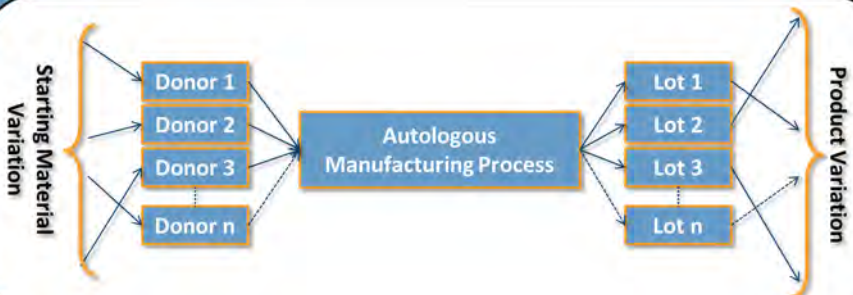 Starting Material
Variation
Donor 1
Donor 2
Donor 3
Donor n
Autologous
Manufacturing Process
Lot 1
Lot 2
Lot 3
Lot n
Product Variation